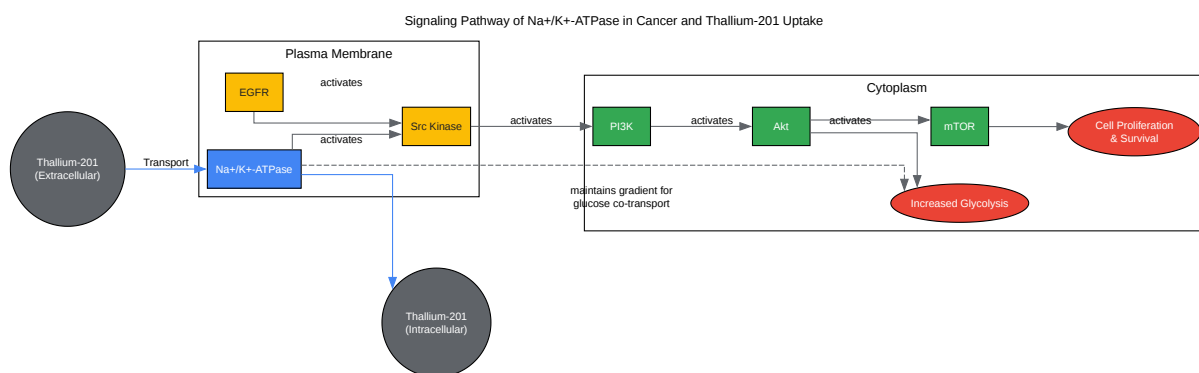 Signaling Pathway of Na+/K+-ATPase in Cancer and Thallium-201 Uptake
Plasma Membrane
Cytoplasm
EGFR
activates
Src Kinase
activates
activates
PI3K
activates
Akt
activates
mTOR
Cell Proliferation
& Survival
Thallium-201
(Extracellular)
Transport
Na+/K+-ATPase
maintains gradient for
glucose co-transport
Increased Glycolysis
Thallium-201
(Intracellular)